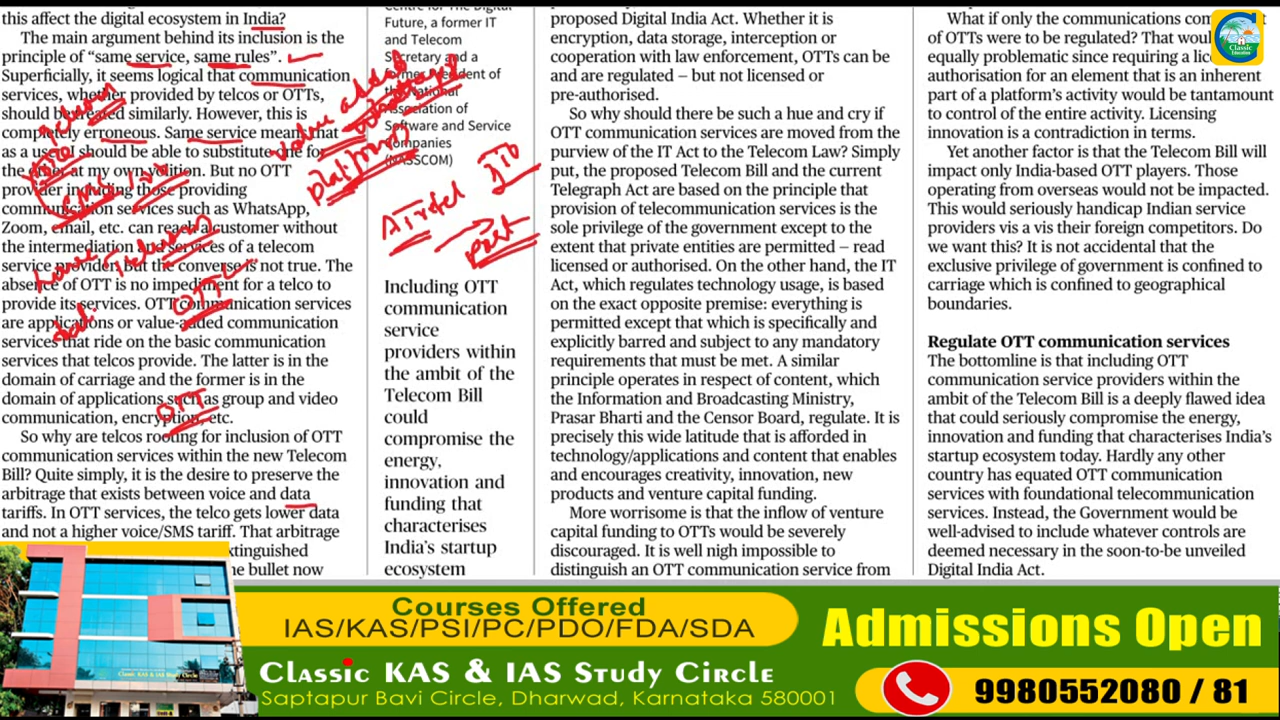 this affect the digital ecosystem in India?
The main argument behind its inclusion is the
principle of “same service, same rules”.
Superficially, it seems logical that communication
services, whether provided by telcos or OTTs,
should be treated similarly. However, this is
completely erroneous. Same service means that
as a user I should be able to substitute one for
the other at my own volition. But no OTT
provider including those providing
communication services such as WhatsApp,
Zoom, email, etc. can reach a customer without
the intermediation and services of a telecom
service provider, but the converse is not true. The
absence of OTT is no impediment for a telco to
provide its services. OTT communication services
are applications or value-added communication
services that ride on the basic communication
services that telcos provide. The latter is in the
domain of carriage and the former is in the
domain of applications such as group and video
communication, encryption, etc.
So why are telcos rooting for inclusion of OTT
communication services within the new Telecom
Bill? Quite simply, it is the desire to preserve the
arbitrage that exists between voice and data
tariffs. In OTT services, the telco gets lower data
and not a higher voice/SMS tariff. That arbitrage
xtinguished
he bullet now
Centre for The Digital
Future, a former IT
and Telecom
Secretary and a
former President of
the National
Association of
Software and Service
Companies
(NASSCOM)
value added
platforms
Airtel Jio
SMS
Telecom
OTT
OTT
Including OTT
communication
service
providers within
the ambit of the
Telecom Bill
could
compromise the
energy,
innovation and
funding that
characterises
India’s startup
ecosystem
proposed Digital India Act. Whether it is
encryption, data storage, interception or
cooperation with law enforcement, OTTs can be
and are regulated — but not licensed or
pre-authorised.
So why should there be such a hue and cry if
OTT communication services are moved from the
purview of the IT Act to the Telecom Law? Simply
put, the proposed Telecom Bill and the current
Telegraph Act are based on the principle that
provision of telecommunication services is the
sole privilege of the government except to the
extent that private entities are permitted — read
licensed or authorised. On the other hand, the IT
Act, which regulates technology usage, is based
on the exact opposite premise: everything is
permitted except that which is specifically and
explicitly barred and subject to any mandatory
requirements that must be met. A similar
principle operates in respect of content, which
the Information and Broadcasting Ministry,
Prasar Bharti and the Censor Board, regulate. It is
precisely this wide latitude that is afforded in
technology/applications and content that enables
and encourages creativity, innovation, new
products and venture capital funding.
More worrisome is that the inflow of venture
capital funding to OTTs would be severely
discouraged. It is well nigh impossible to
distinguish an OTT communication service from
What if only the communications
of OTTs were to be regulated? That would
equally problematic since requiring a
authorisation for an elenent that is an inherent
part of a platform’s activity would be tantamount
to control of the entire activity. Licensing
innovation is a contradiction in terms.
Yet another factor is that the Telecom Bill will
impact only India-based OTT players. Those
operating from overseas would not be impacted.
This would seriously handicap Indian service
providers vis a vis their foreign competitors. Do
we want this? It is not accidental that the
exclusive privilege of government is confined to
carriage which is confined to geographical
boundaries.
Regulate OTT communication services
The bottomline is that including OTT
communication service providers within the
ambit of the Telecom Bill is a deeply flawed idea
that could seriously compromise the energy,
innovation and funding that characterises India’s
startup ecosystem today. Hardly any other
country has equated OTT communication
services with foundational telecommunication
services. Instead, the Government would be
well-advised to include whatever controls are
deemed necessary in the soon-to-be unveiled
Digital India Act.
Classic
Education
Classic KAS & IAS Study Circle
Courses Offered
IAS/KAS/PSI/PC/PDO/FDA/SDA
Classic KAS & IAS Study Circle
Saptapur Bavi Circle, Dharwad, Karnataka 580001
Admissions Open
9980552080 / 81